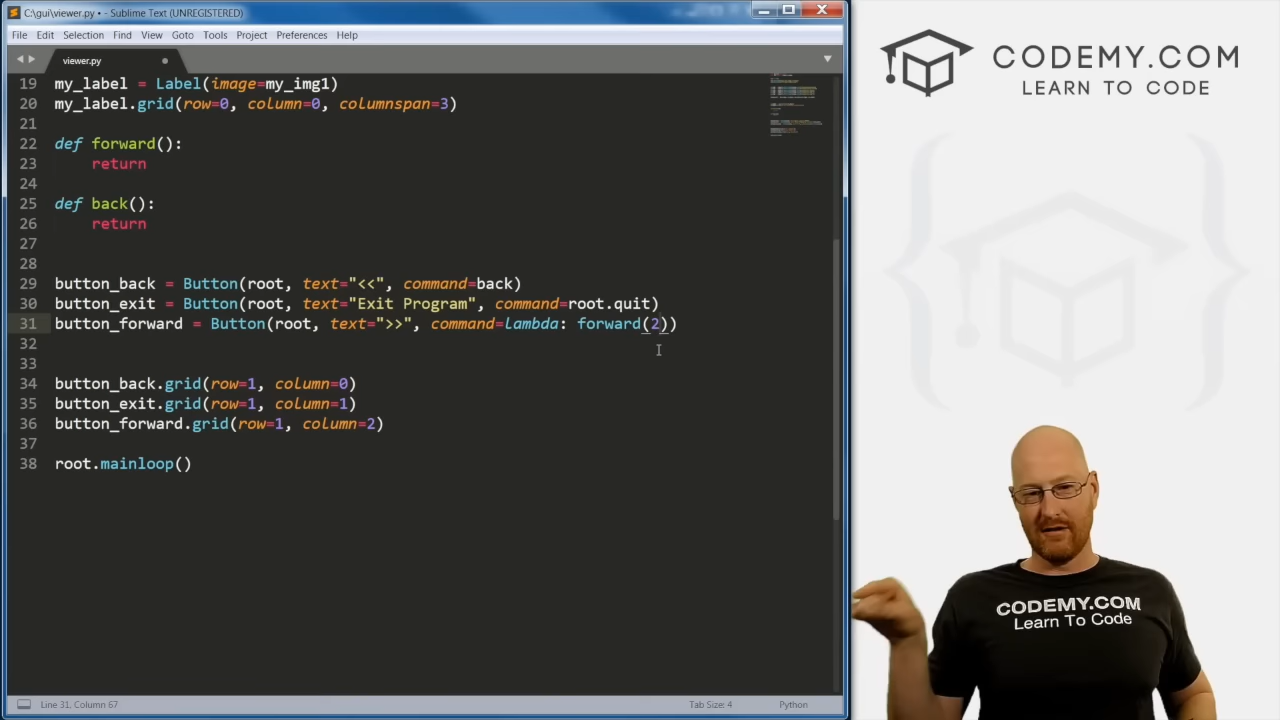 C:\gui\viewer.py • - Sublime Text (UNREGISTERED)
File Edit Selection Find View Goto Tools Project Preferences Help
viewer.py
19 my_label = Label(image=my_img1)
20 my_label.grid(row=0, column=0, columnspan=3)
21
22 def forward():
23     return
24
25 def back():
26     return
27
28
29 button_back = Button(root, text="<<", command=back)
30 button_exit = Button(root, text="Exit Program", command=root.quit)
31 button_forward = Button(root, text=">>", command=lambda: forward(2))
32
33
34 button_back.grid(row=1, column=0)
35 button_exit.grid(row=1, column=1)
36 button_forward.grid(row=1, column=2)
37
38 root.mainloop()
Line 31, Column 67
Tab Size: 4
Python
CODEMY.COM
LEARN TO CODE
CODEMY.COM
Learn To Code